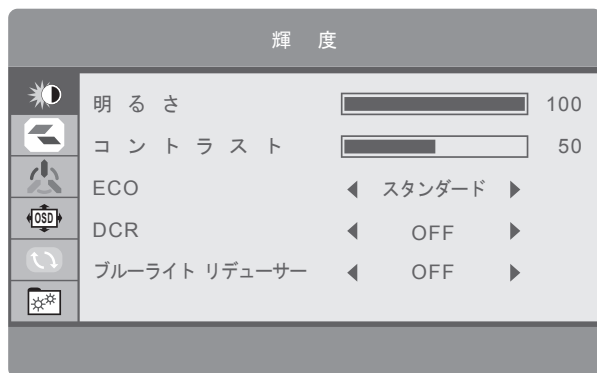 輝 度
明 る さ 100
コ ン ト ラ ス ト 50
ECO スタンダード
DCR OFF
ブルーライト リデューサー OFF
OSD